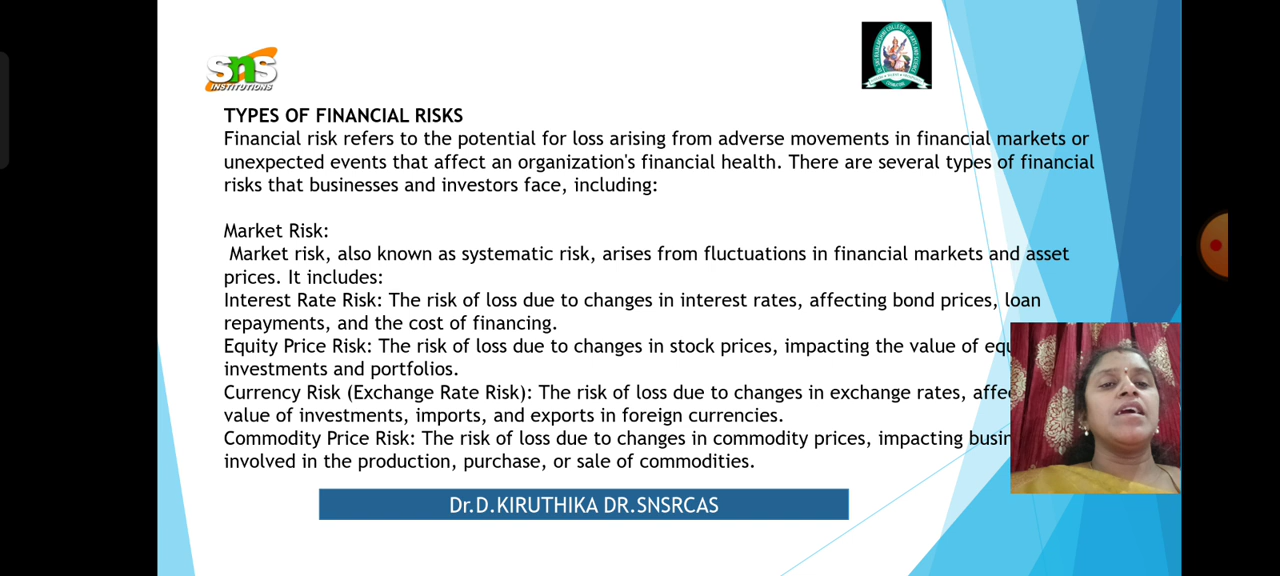 SNS
INSTITUTIONS
TYPES OF FINANCIAL RISKS
Financial risk refers to the potential for loss arising from adverse movements in financial markets or
unexpected events that affect an organization's financial health. There are several types of financial
risks that businesses and investors face, including:
Market Risk:
Market risk, also known as systematic risk, arises from fluctuations in financial markets and asset
prices. It includes:
Interest Rate Risk: The risk of loss due to changes in interest rates, affecting bond prices, loan
repayments, and the cost of financing.
Equity Price Risk: The risk of loss due to changes in stock prices, impacting the value of
investments and portfolios.
Currency Risk (Exchange Rate Risk): The risk of loss due to changes in exchange rates,
value of investments, imports, and exports in foreign currencies.
Commodity Price Risk: The risk of loss due to changes in commodity prices, impacting
involved in the production, purchase, or sale of commodities.
Dr.D.KIRUTHIKA DR.SNSRCAS